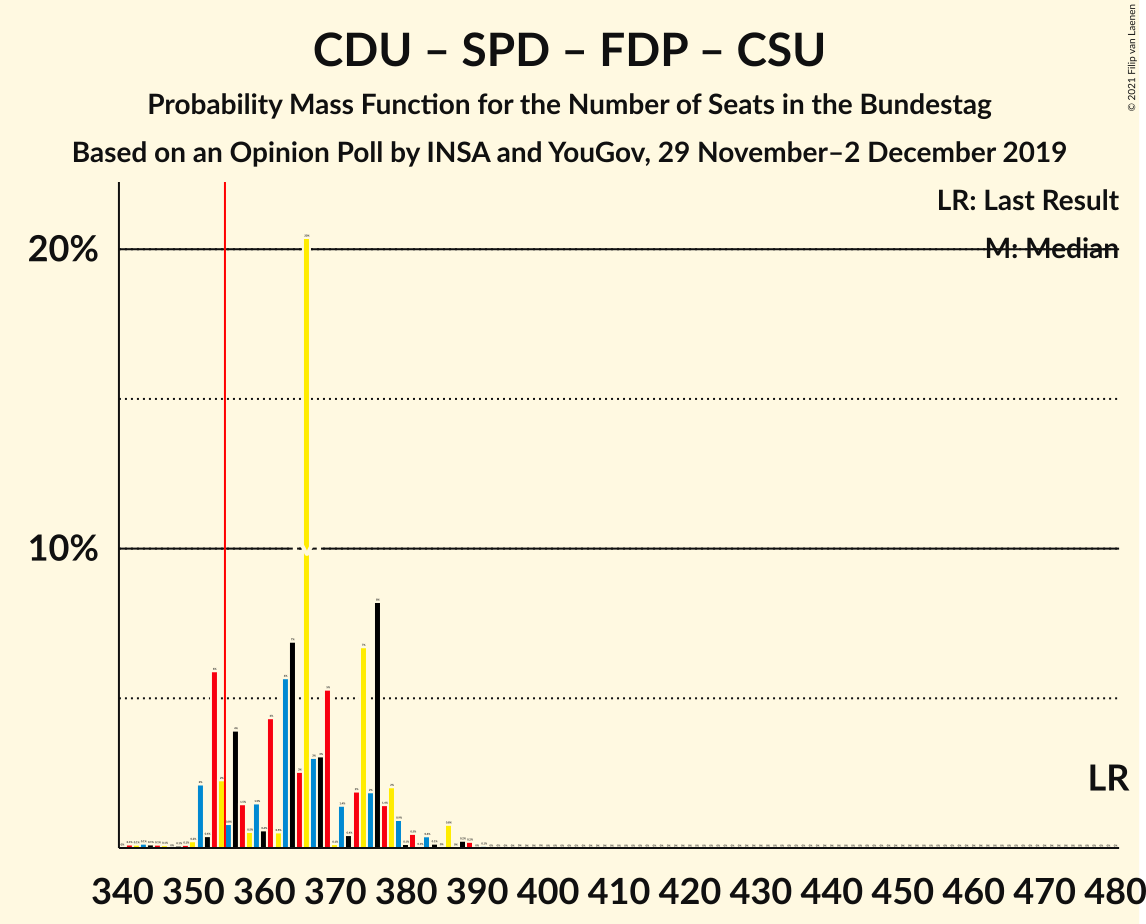 CDU – SPD – FDP – CSU
Probability Mass Function for the Number of Seats in the Bundestag
Based on an Opinion Poll by INSA and YouGov, 29 November–2 December 2019
© 2021 Filip van Laenen
LR: Last Result
M: Median
20%
10%
LR
340 350 360 370 380 390 400 410 420 430 440 450 460 470 480